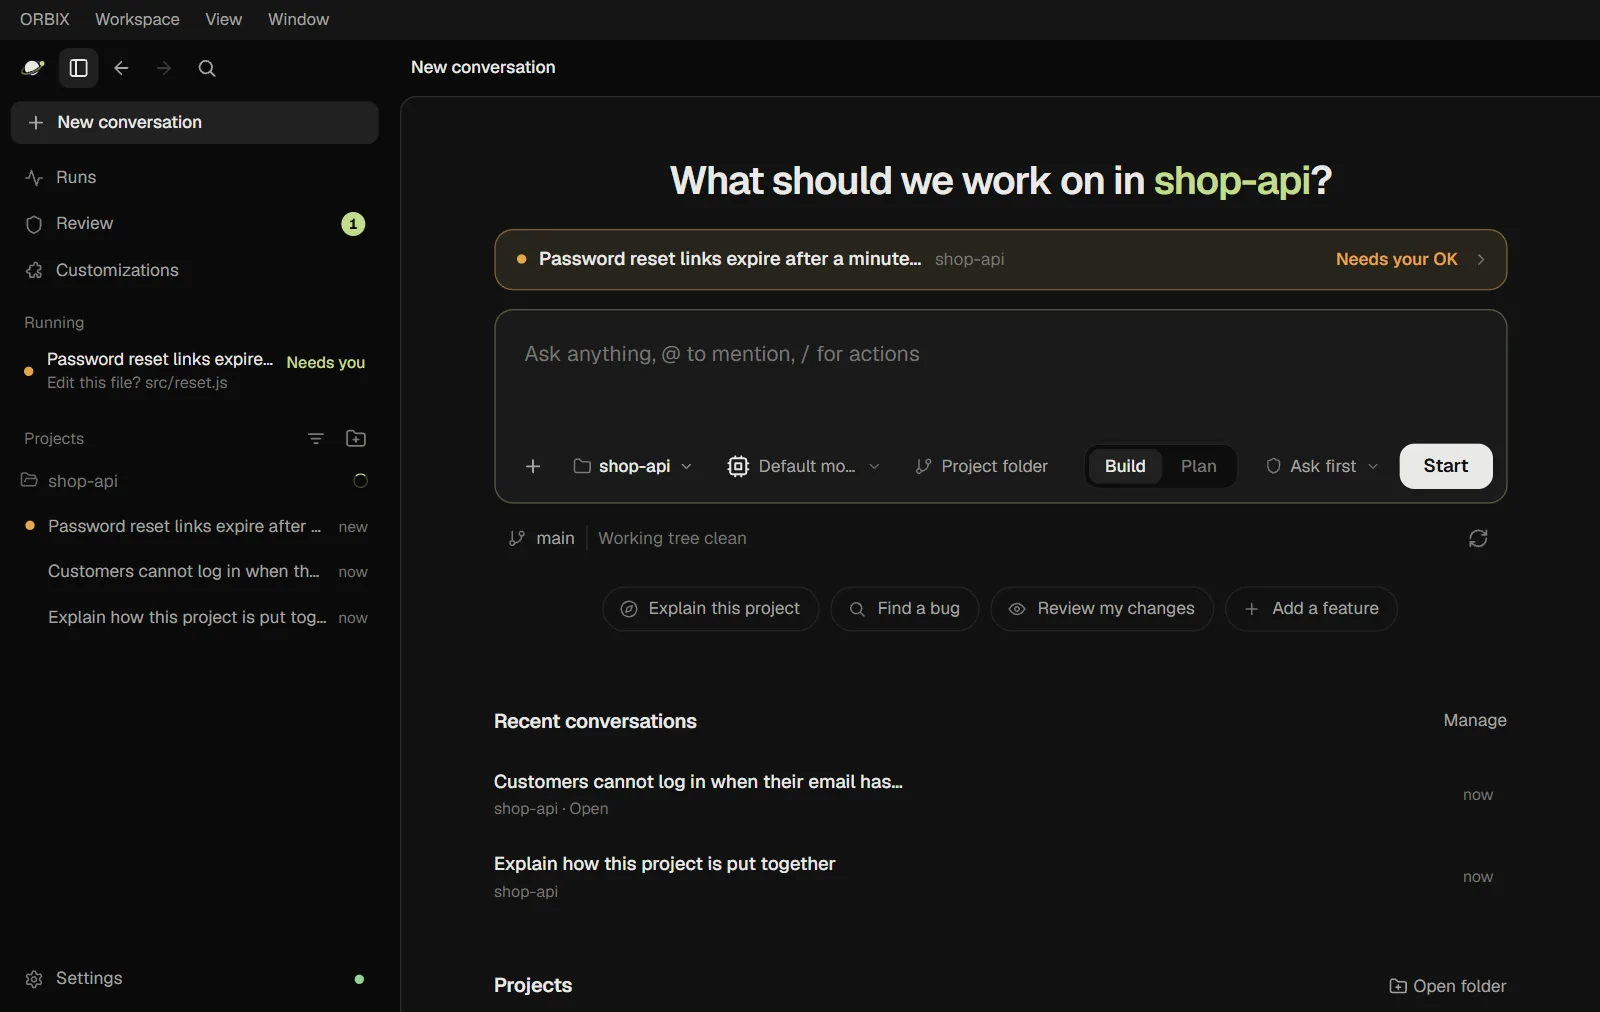 ORBIX Workspace View Window
New conversation
New conversation
Runs
Review 1
Customizations
Running
Password reset links expire... Needs you
Edit this file? src/reset.js
Projects
shop-api
Password reset links expire after ... new
Customers cannot log in when th... now
Explain how this project is put tog... now
Settings
What should we work on in shop-api?
Password reset links expire after a minute... shop-api Needs your OK
Ask anything, @ to mention, / for actions
shop-api Default mo... Project folder Build Plan Ask first Start
main Working tree clean
Explain this project Find a bug Review my changes Add a feature
Recent conversations Manage
Customers cannot log in when their email has...
shop-api · Open now
Explain how this project is put together
shop-api now
Projects Open folder